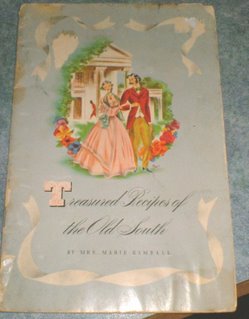 Treasured Recipes of
the Old South
BY MRS. MARIE KIMBALL